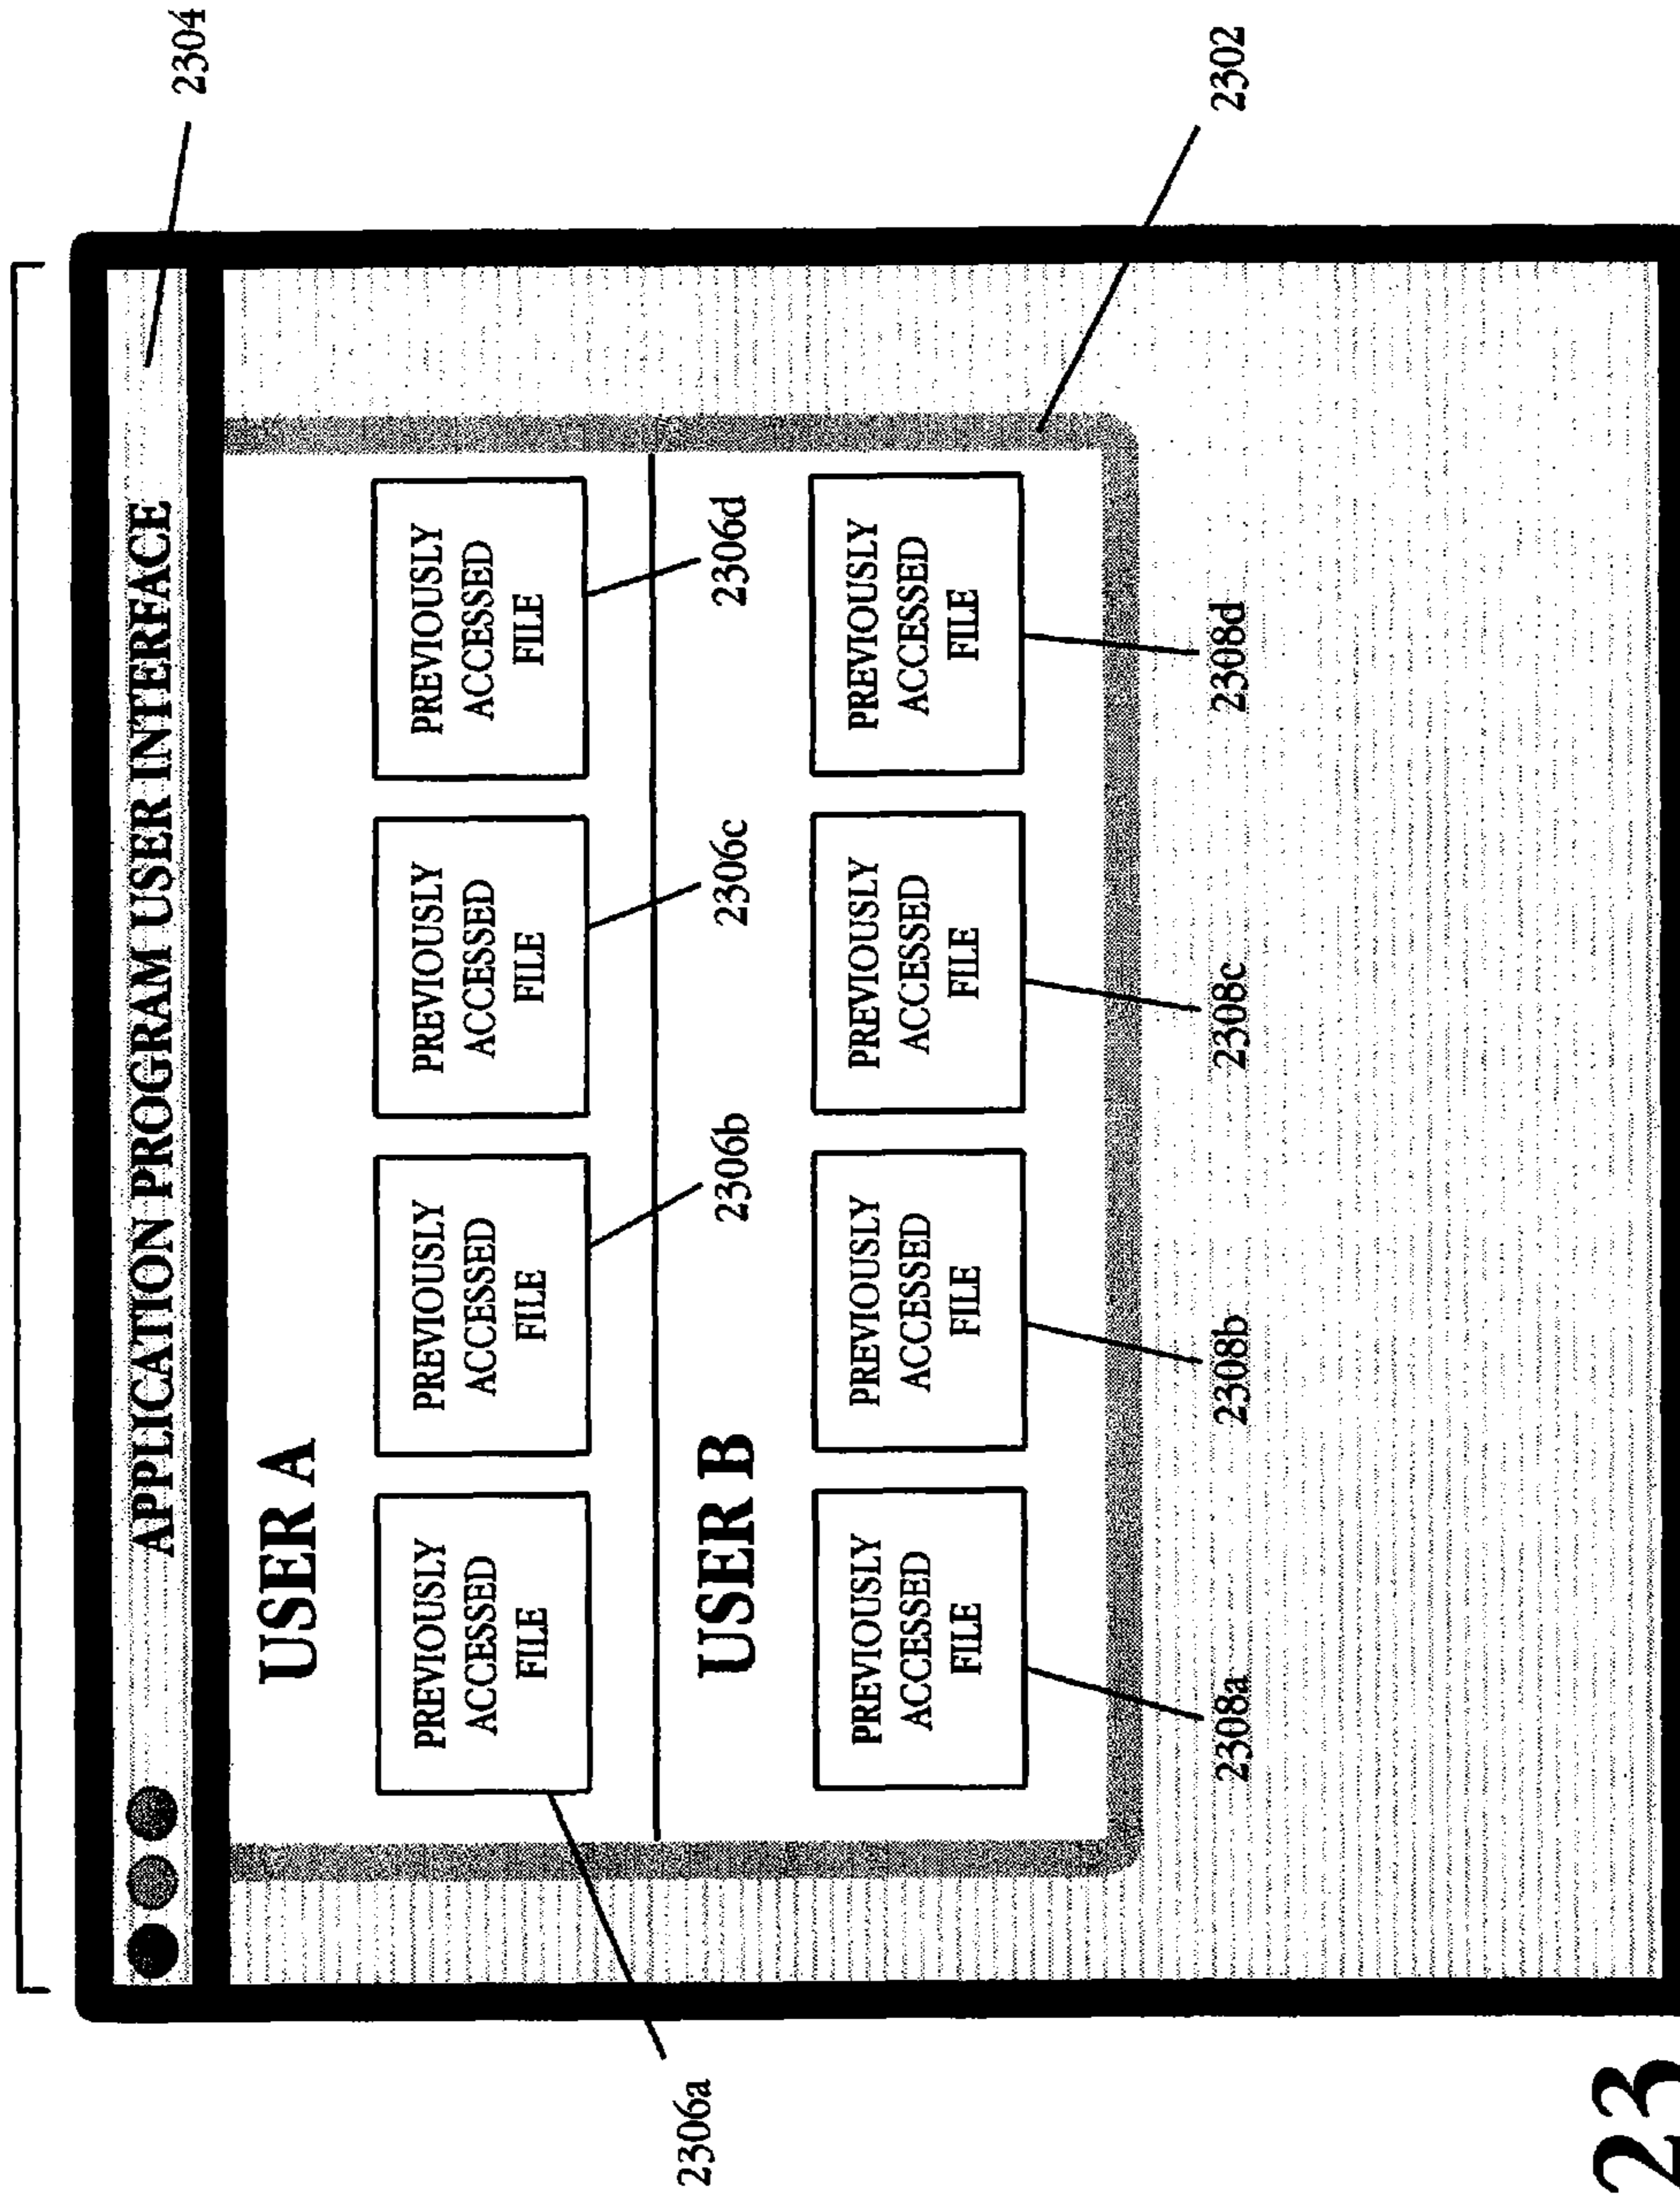 2304
APPLICATION PROGRAM USER INTERFACE
USER A
PREVIOUSLY
ACCESSED
FILE
PREVIOUSLY
ACCESSED
FILE
PREVIOUSLY
ACCESSED
FILE
PREVIOUSLY
ACCESSED
FILE
2306a
2306b
2306c
2306d
USER B
PREVIOUSLY
ACCESSED
FILE
PREVIOUSLY
ACCESSED
FILE
PREVIOUSLY
ACCESSED
FILE
PREVIOUSLY
ACCESSED
FILE
2302
2308a
2308b
2308c
2308d
23